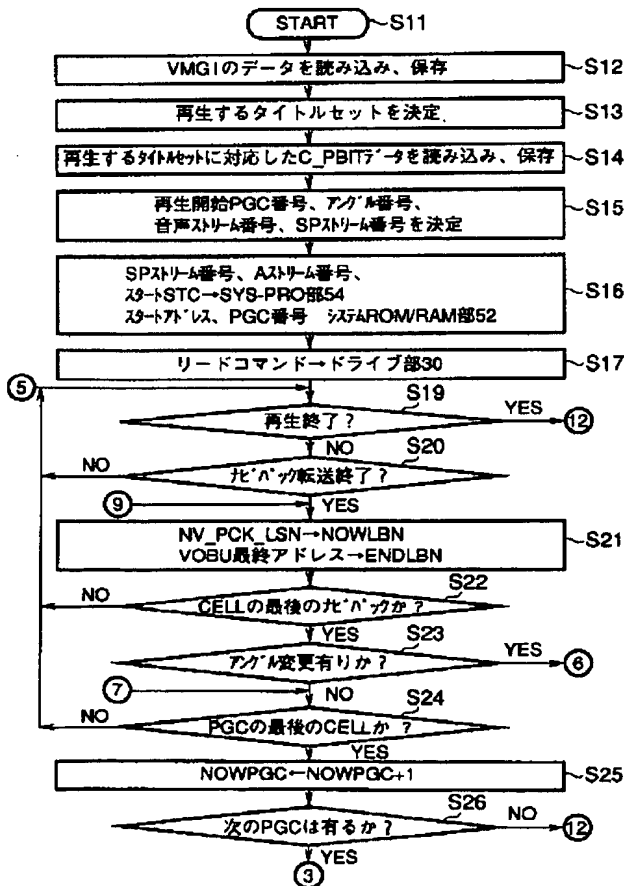 START
S11
VMGIのデータを読み込み、保存
S12
再生するタイトルセットを決定
S13
再生するタイトルセットに対応したC_PBITデータを読み込み、保存
S14
再生開始PGC番号、アングル番号、
音声ストリーム番号、SPストリーム番号を決定
S15
SPストリーム番号、Aストリーム番号、
スタートSTC→SYS-PRO部54
スタートアドレス、PGC番号 システムROM/RAM部52
S16
リードコマンド→ドライブ部30
S17
⑤
S19
再生終了?
YES
⑫
NO
S20
NO
ナビパック転送終了?
⑨
YES
NV_PCK_LSN→NOWLBN
VOBU最終アドレス→ENDLBN
S21
S22
NO
CELLの最後のナビパックか?
YES
S23
アングル変更有りか?
YES
⑥
⑦
NO
S24
NO
PGCの最後のCELLか?
YES
NOWPGC←NOWPGC+1
S25
S26
次のPGCは有るか?
NO
⑫
YES
③